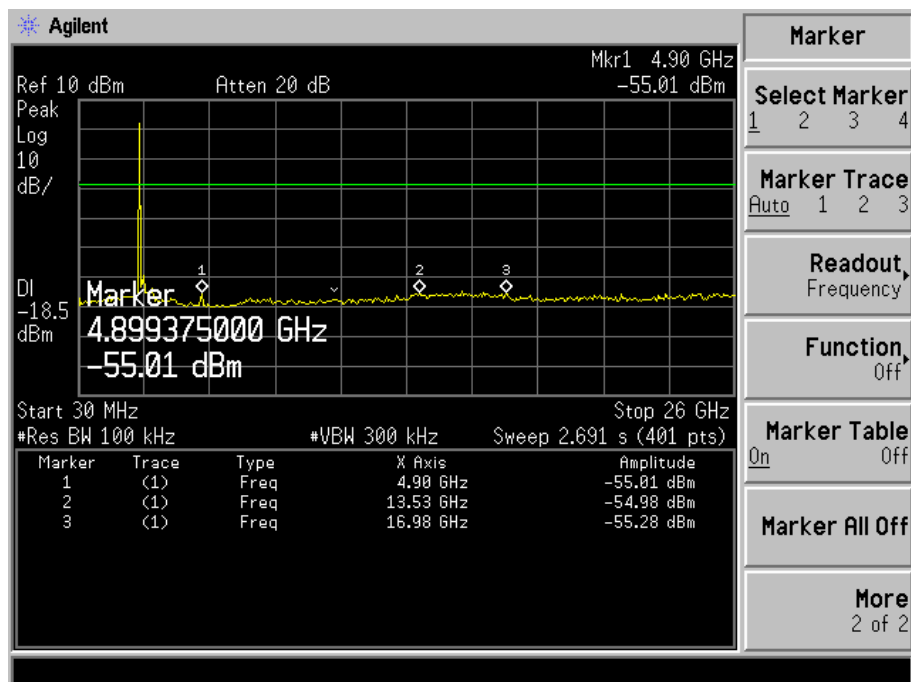 Agilent
Mkr1 4.90 GHz
Ref 10 dBm Atten 20 dB -55.01 dBm
Peak
Log
10
dB/
1 2 3
DI
-18.5
dBm
Marker
4.899375000 GHz
-55.01 dBm
Start 30 MHz Stop 26 GHz
#Res BW 100 kHz #VBW 300 kHz Sweep 2.691 s (401 pts)
Marker Trace Type X Axis Amplitude
1 (1) Freq 4.90 GHz -55.01 dBm
2 (1) Freq 13.53 GHz -54.98 dBm
3 (1) Freq 16.98 GHz -55.28 dBm
Marker
Select Marker
1 2 3 4
Marker Trace
Auto 1 2 3
Readout
Frequency
Function
Off
Marker Table
On Off
Marker All Off
More
2 of 2